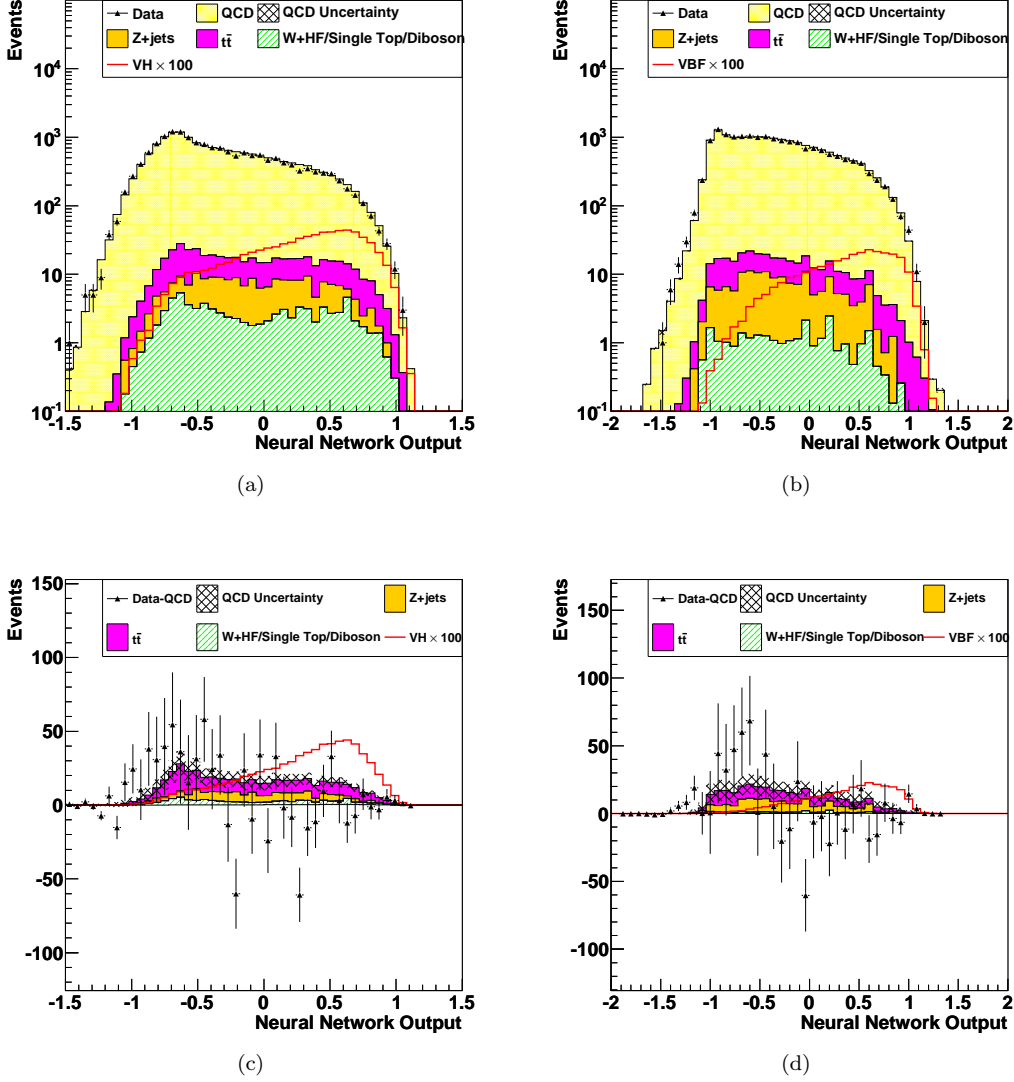 Events
Data QCD QCD Uncertainty
Z+jets tt̄ W+HF/Single Top/Diboson
VH × 100
10⁴
10³
10²
10
1
10⁻¹
-1.5 -1 -0.5 0 0.5 1 1.5
Neural Network Output
(a)
Events
Data QCD QCD Uncertainty
Z+jets tt̄ W+HF/Single Top/Diboson
VBF × 100
10⁴
10³
10²
10
1
10⁻¹
-2 -1.5 -1 -0.5 0 0.5 1 1.5 2
Neural Network Output
(b)
Events
Data-QCD QCD Uncertainty Z+jets
tt̄ W+HF/Single Top/Diboson VH × 100
150
100
50
0
-50
-100
-1.5 -1 -0.5 0 0.5 1 1.5
Neural Network Output
(c)
Events
Data-QCD QCD Uncertainty Z+jets
tt̄ W+HF/Single Top/Diboson VBF × 100
150
100
50
0
-50
-100
-2 -1.5 -1 -0.5 0 0.5 1 1.5 2
Neural Network Output
(d)